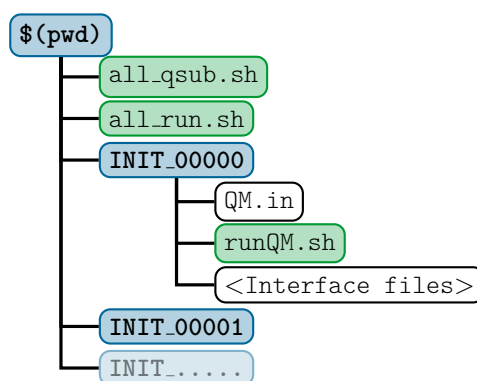 $(pwd)
all_qsub.sh
all_run.sh
INIT_00000
QM.in
runQM.sh
<Interface files>
INIT_00001
INIT_.....